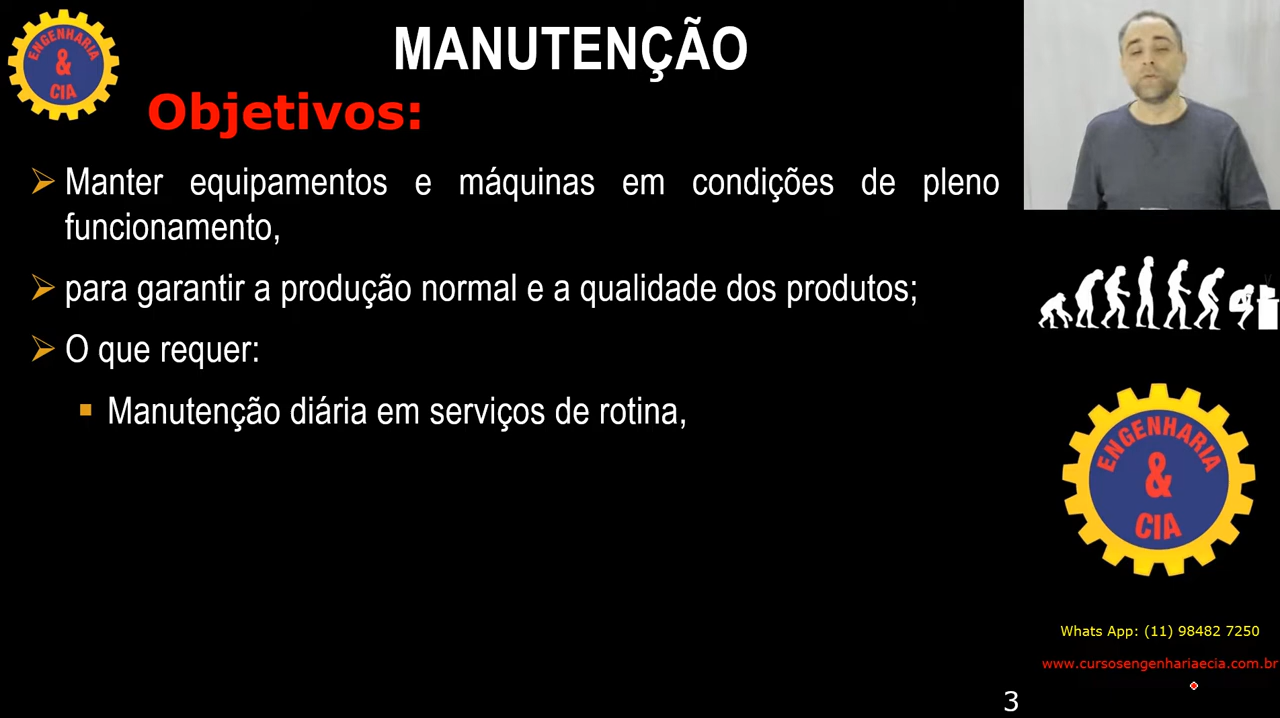 ENGENHARIA
&
CIA
MANUTENÇÃO
Objetivos:
Manter equipamentos e máquinas em condições de pleno
funcionamento,
para garantir a produção normal e a qualidade dos produtos;
O que requer:
Manutenção diária em serviços de rotina,
ENGENHARIA
&
CIA
Whats App: (11) 98482 7250
www.cursosengenhariaecia.com.br
3